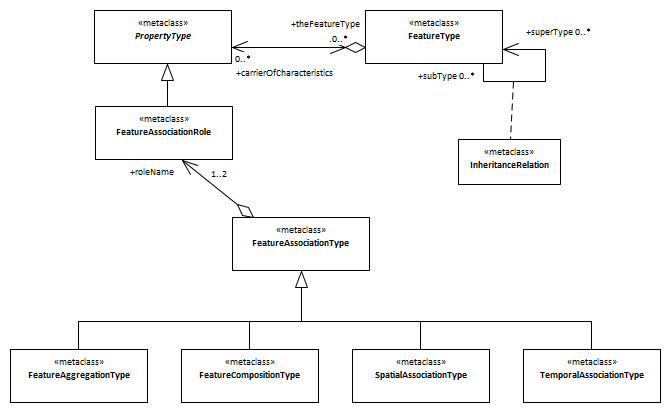 «metaclass»
PropertyType
+theFeatureType
.0..*
0..*
+carrierOfCharacteristics
«metaclass»
FeatureType
+superType 0..*
+subType 0..*
«metaclass»
FeatureAssociationRole
«metaclass»
InheritanceRelation
+roleName
1..2
«metaclass»
FeatureAssociationType
«metaclass»
FeatureAggregationType
«metaclass»
FeatureCompositionType
«metaclass»
SpatialAssociationType
«metaclass»
TemporalAssociationType